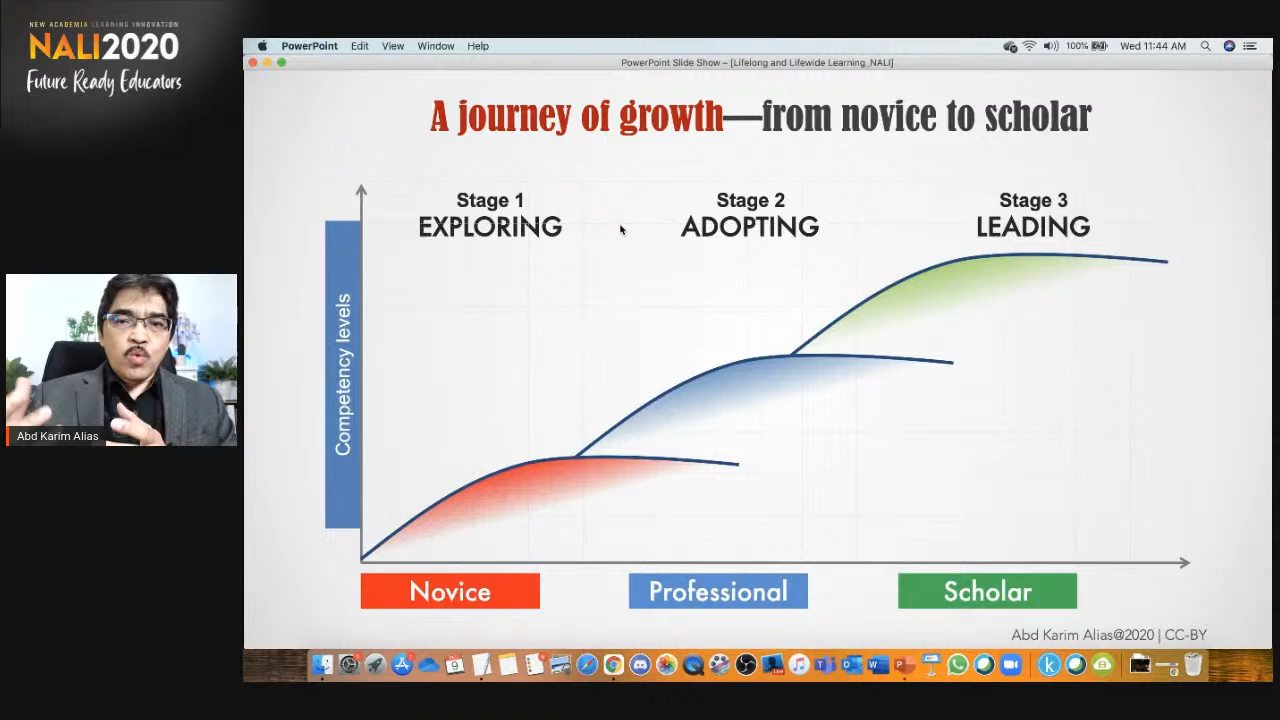 NEW ACADEMIA LEARNING INNOVATION
NALI2020
Future Ready Educators
PowerPoint Edit View Window Help
100% Wed 11:44 AM
PowerPoint Slide Show – [Lifelong and Lifewide Learning_NALI]
A journey of growth—from novice to scholar
Stage 1
EXPLORING
Stage 2
ADOPTING
Stage 3
LEADING
Competency levels
Novice
Professional
Scholar
Abd Karim Alias@2020 | CC-BY
Abd Karim Alias